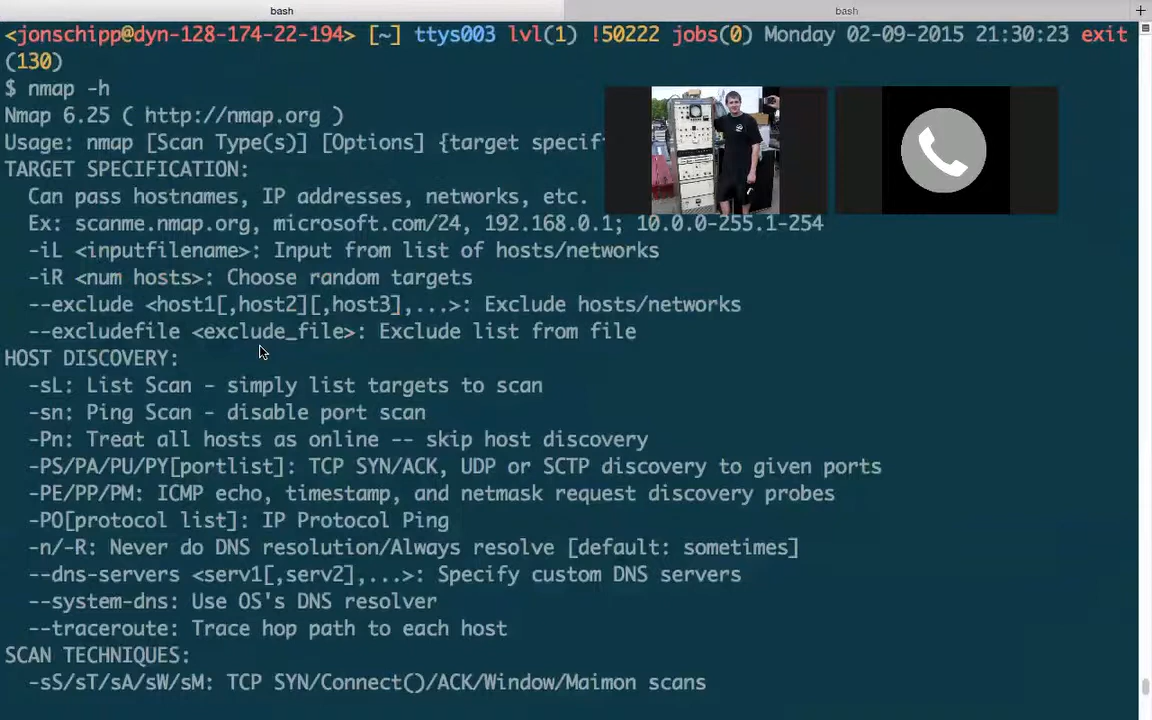 bash
bash
<jonschipp@dyn-128-174-22-194> [~] ttys003 lvl(1) !50222 jobs(0) Monday 02-09-2015 21:30:23 exit
(130)
$ nmap -h
Nmap 6.25 ( http://nmap.org )
Usage: nmap [Scan Type(s)] [Options] {target specif
TARGET SPECIFICATION:
  Can pass hostnames, IP addresses, networks, etc.
  Ex: scanme.nmap.org, microsoft.com/24, 192.168.0.1; 10.0.0-255.1-254
  -iL <inputfilename>: Input from list of hosts/networks
  -iR <num hosts>: Choose random targets
  --exclude <host1[,host2][,host3],...>: Exclude hosts/networks
  --excludefile <exclude_file>: Exclude list from file
HOST DISCOVERY:
  -sL: List Scan - simply list targets to scan
  -sn: Ping Scan - disable port scan
  -Pn: Treat all hosts as online -- skip host discovery
  -PS/PA/PU/PY[portlist]: TCP SYN/ACK, UDP or SCTP discovery to given ports
  -PE/PP/PM: ICMP echo, timestamp, and netmask request discovery probes
  -PO[protocol list]: IP Protocol Ping
  -n/-R: Never do DNS resolution/Always resolve [default: sometimes]
  --dns-servers <serv1[,serv2],...>: Specify custom DNS servers
  --system-dns: Use OS's DNS resolver
  --traceroute: Trace hop path to each host
SCAN TECHNIQUES:
  -sS/sT/sA/sW/sM: TCP SYN/Connect()/ACK/Window/Maimon scans